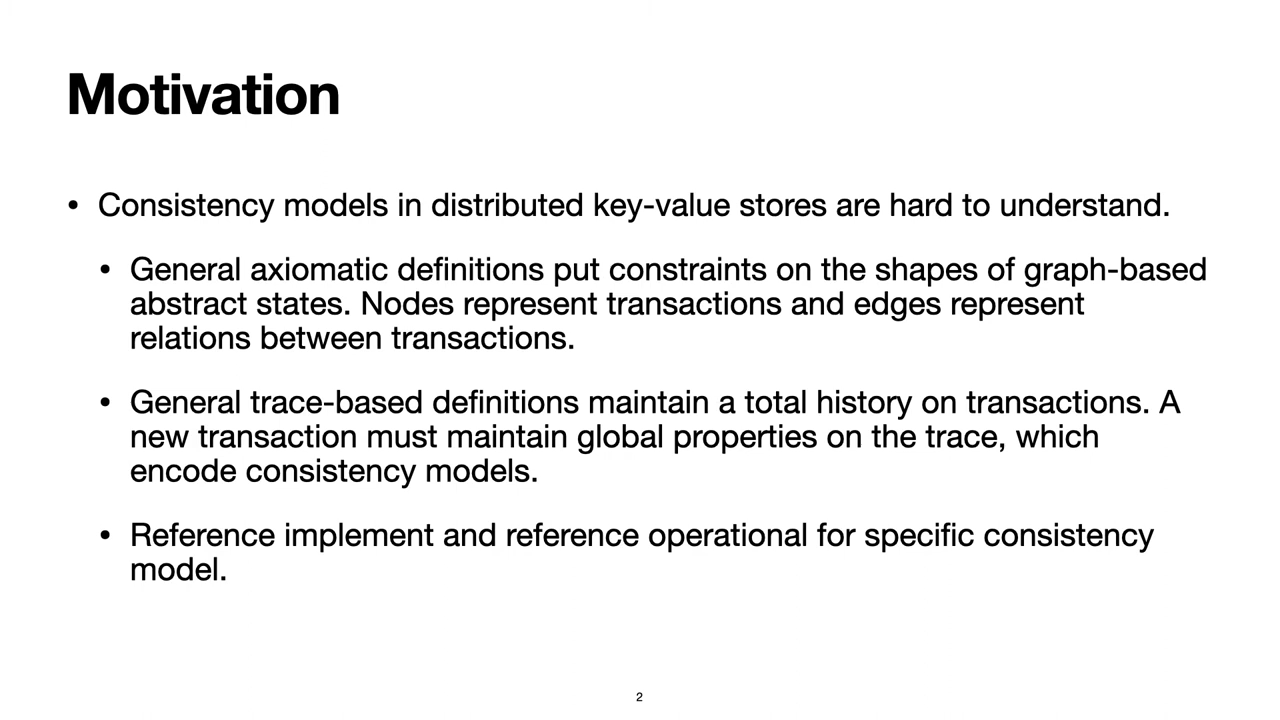 Motivation
• Consistency models in distributed key-value stores are hard to understand.
• General axiomatic definitions put constraints on the shapes of graph-based
abstract states. Nodes represent transactions and edges represent
relations between transactions.
• General trace-based definitions maintain a total history on transactions. A
new transaction must maintain global properties on the trace, which
encode consistency models.
• Reference implement and reference operational for specific consistency
model.
2